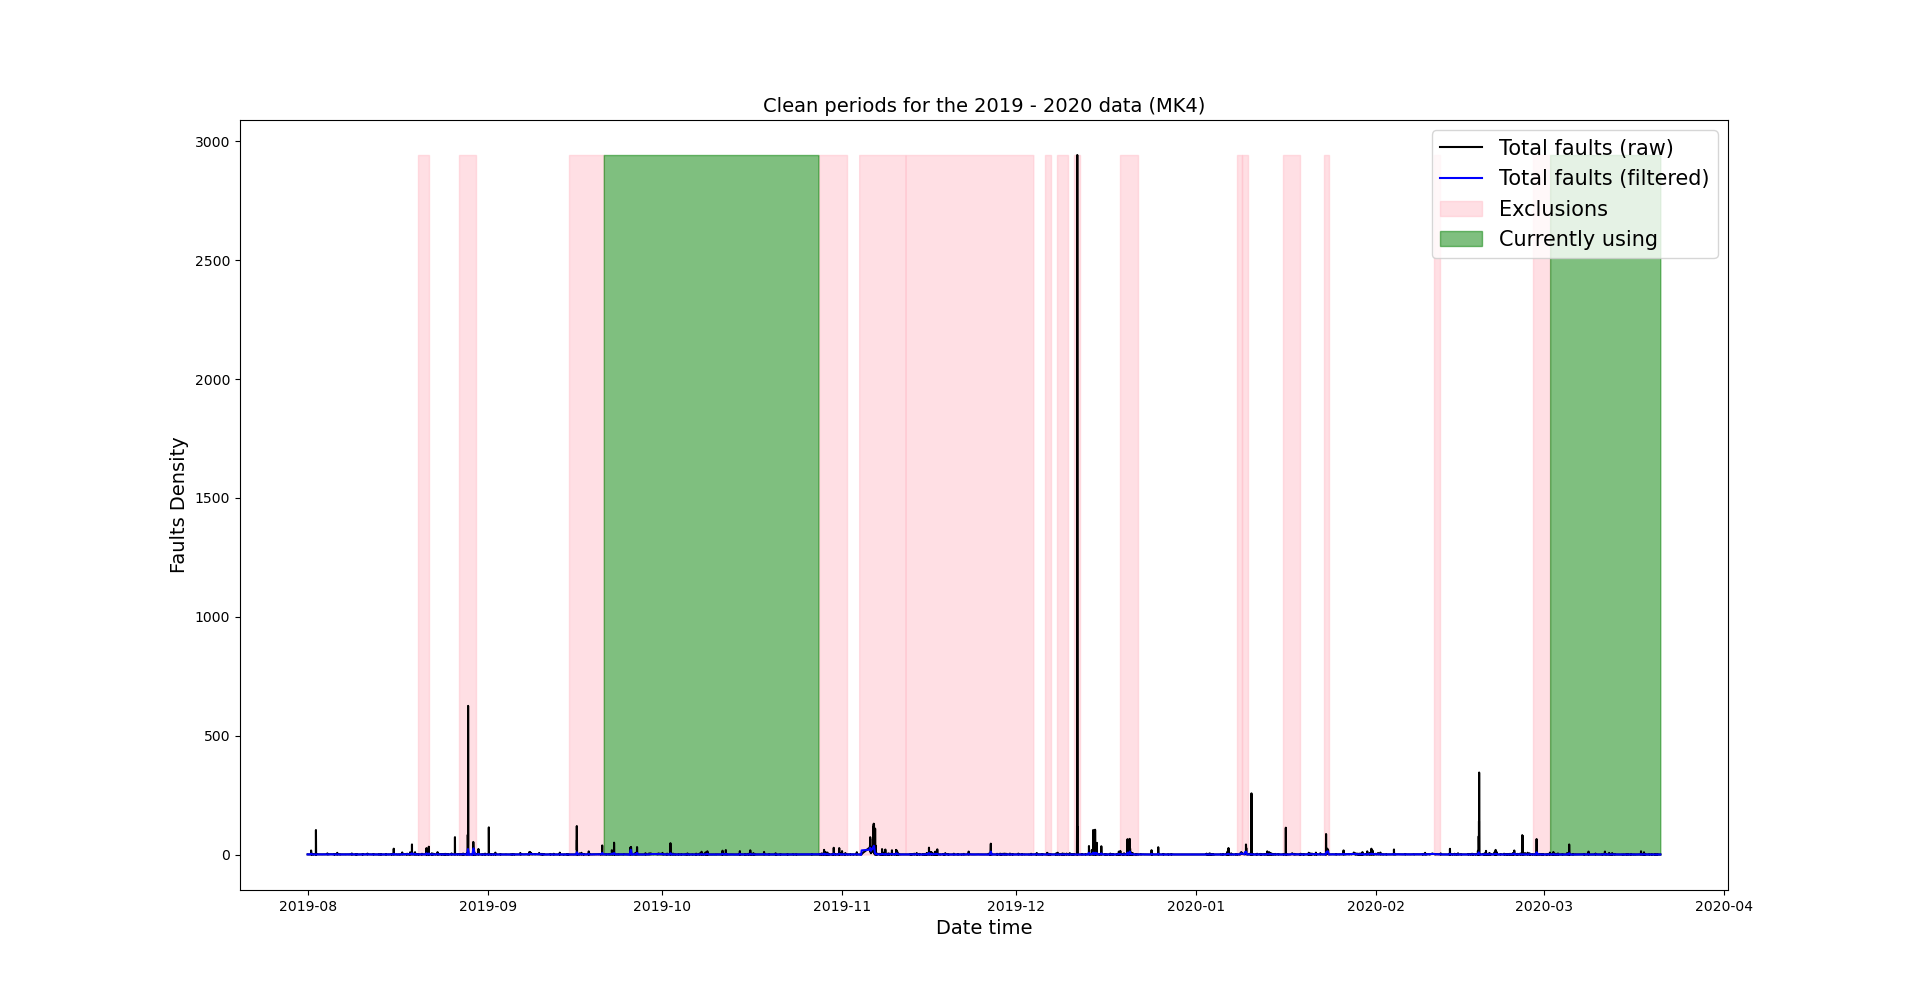 Clean periods for the 2019 - 2020 data (MK4)
Total faults (raw)
Total faults (filtered)
Exclusions
Currently using
Faults Density
3000
2500
2000
1500
1000
500
0
2019-08 2019-09 2019-10 2019-11 2019-12 2020-01 2020-02 2020-03 2020-04
Date time